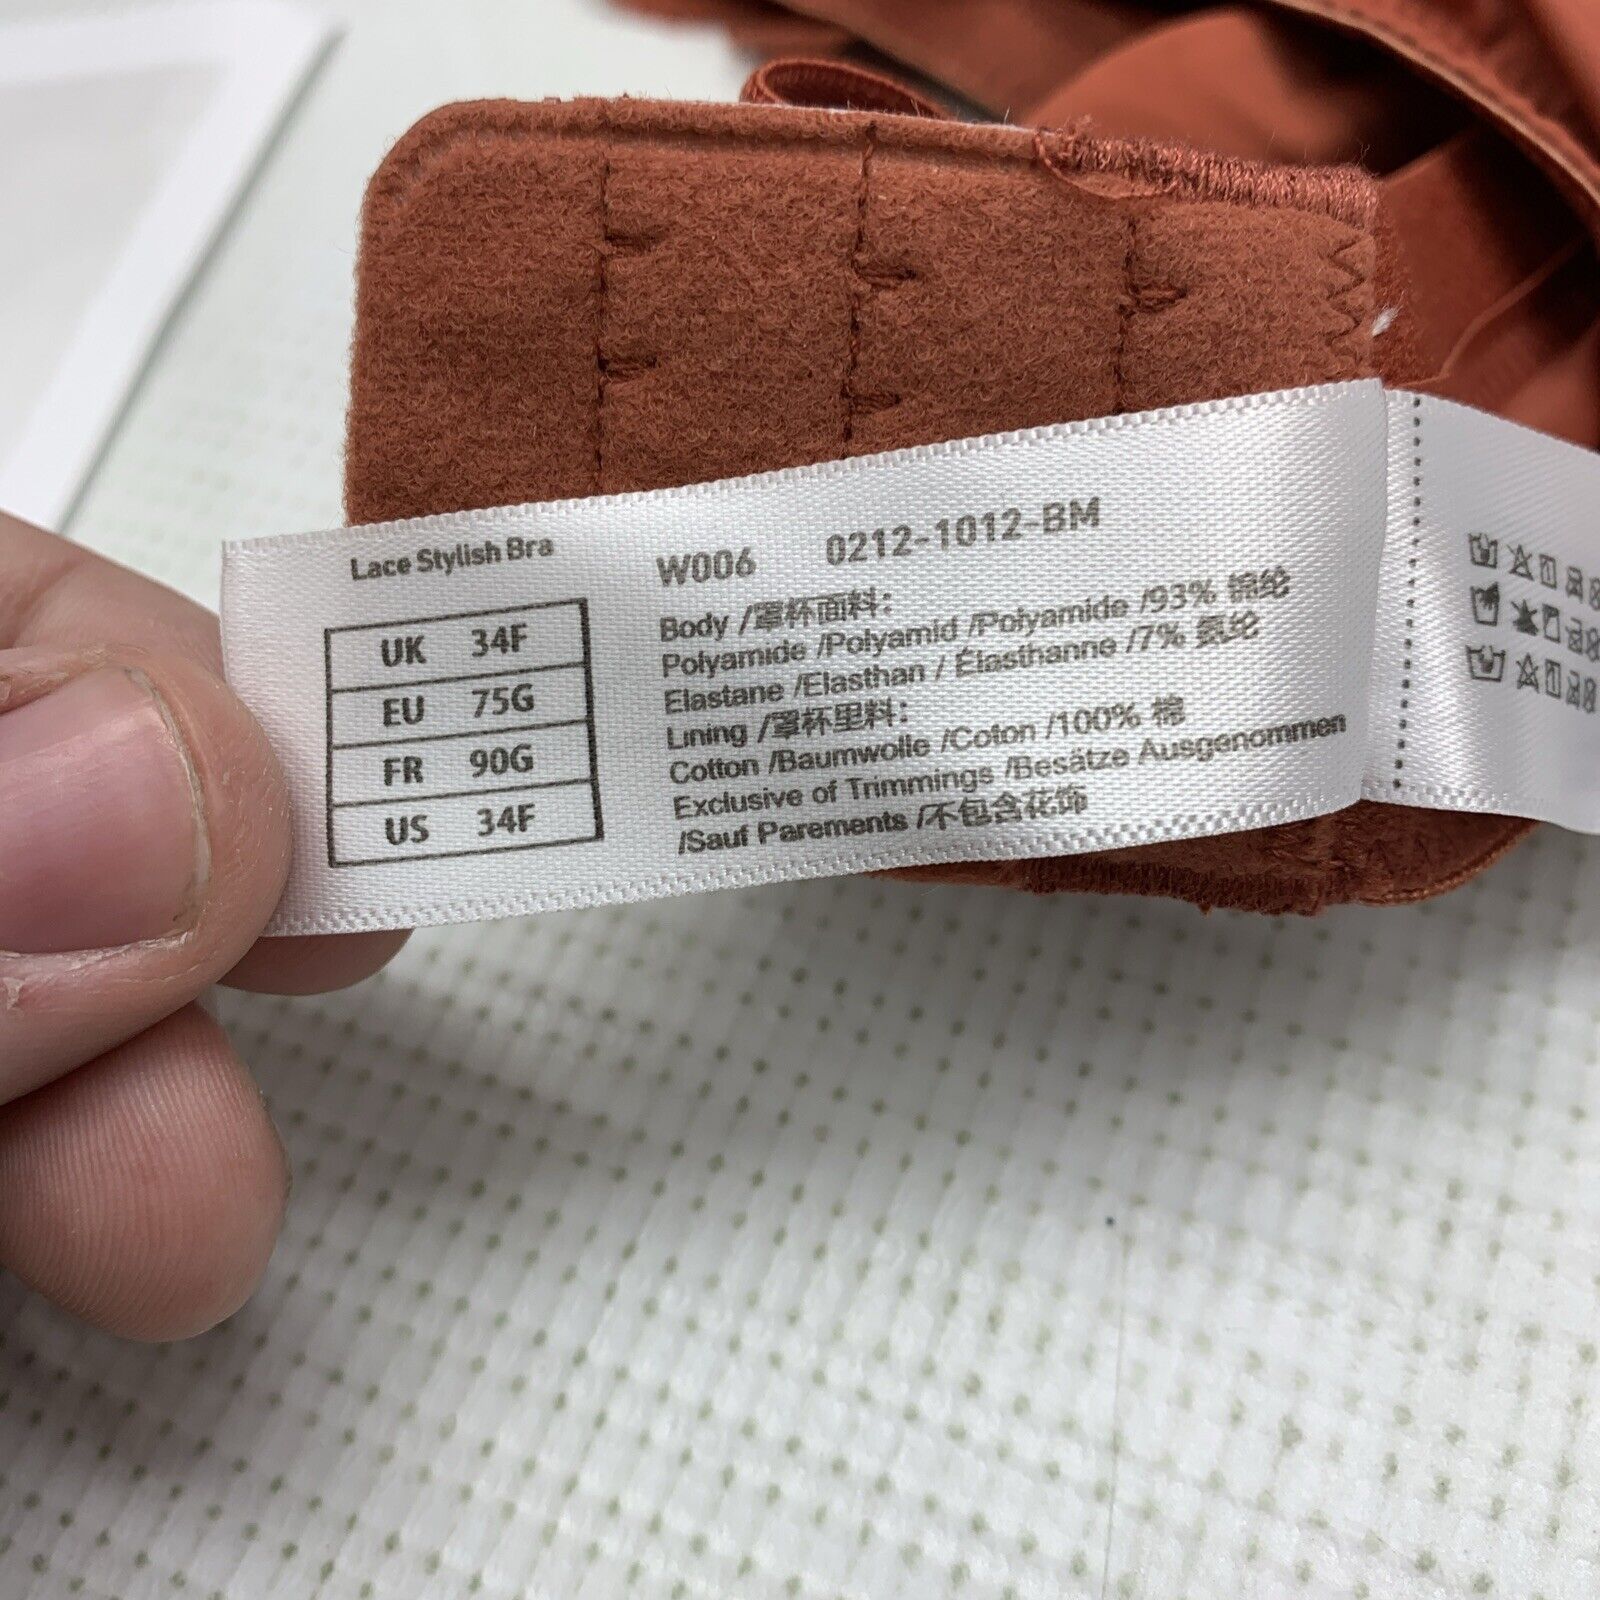 Lace Stylish Bra
UK 34F
EU 75G
FR 90G
US 34F
W006 0212-1012-BM
Body /罩杯面料:
Polyamide /Polyamid /Polyamide /93% 锦纶
Elastane /Elasthan / Élasthanne /7% 氨纶
Lining /罩杯里料:
Cotton /Baumwolle /Coton /100% 棉
Exclusive of Trimmings /Besätze Ausgenommen
/Sauf Parements /不包含花饰